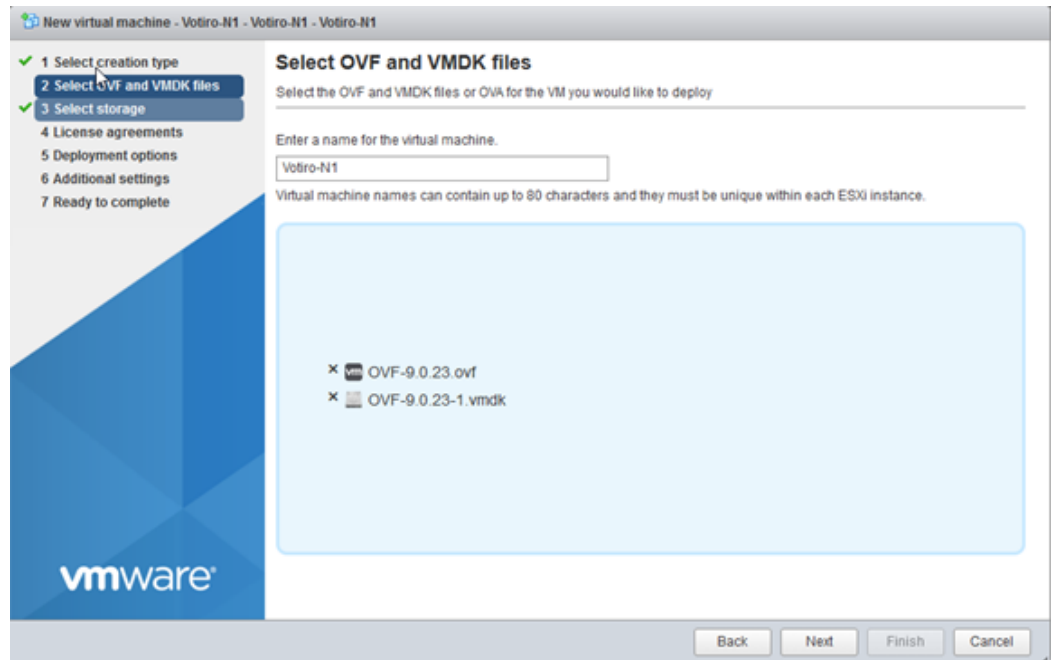 New virtual machine - Votiro-N1 - Votiro-N1 - Votiro-N1
1 Select creation type
2 Select OVF and VMDK files
3 Select storage
4 License agreements
5 Deployment options
6 Additional settings
7 Ready to complete
Select OVF and VMDK files
Select the OVF and VMDK files or OVA for the VM you would like to deploy
Enter a name for the virtual machine.
Votiro-N1
Virtual machine names can contain up to 80 characters and they must be unique within each ESXi instance.
× vm OVF-9.0.23.ovf
× OVF-9.0.23-1.vmdk
vmware®
Back Next Finish Cancel